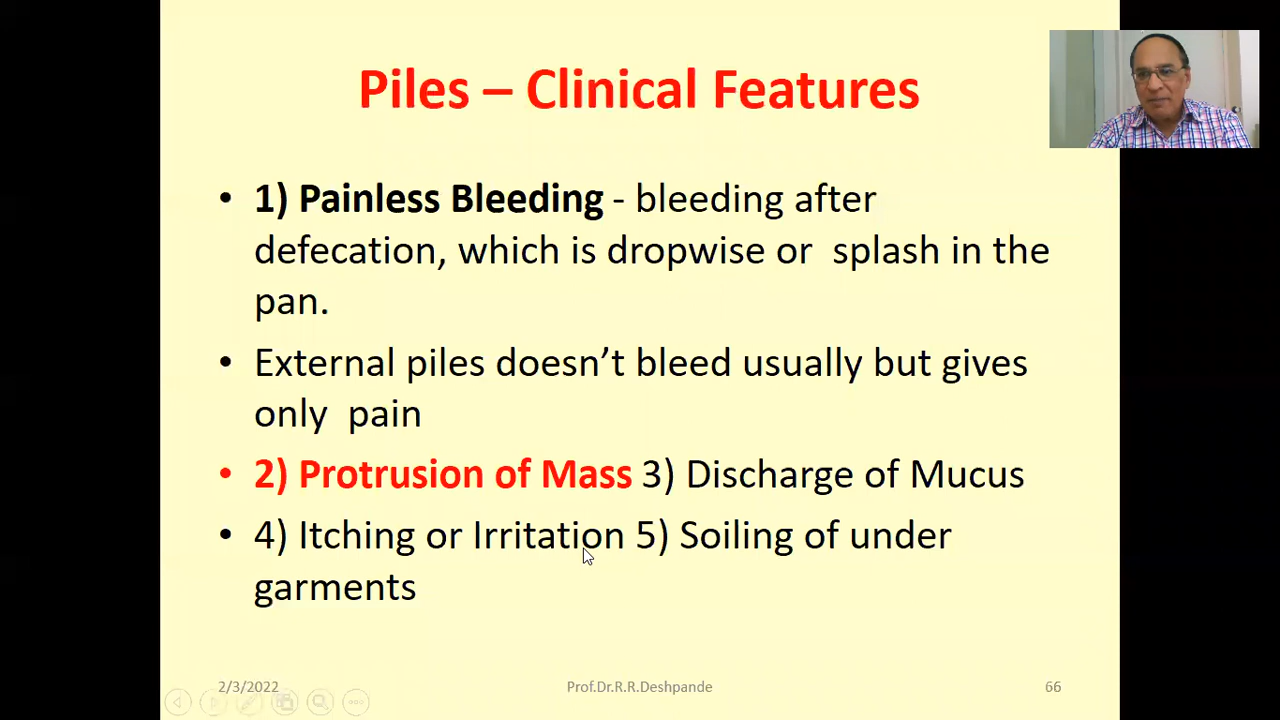 Piles – Clinical Features
• 1) Painless Bleeding - bleeding after
defecation, which is dropwise or splash in the
pan.
• External piles doesn’t bleed usually but gives
only pain
• 2) Protrusion of Mass 3) Discharge of Mucus
• 4) Itching or Irritation 5) Soiling of under
garments
2/3/2022 Prof.Dr.R.R.Deshpande 66